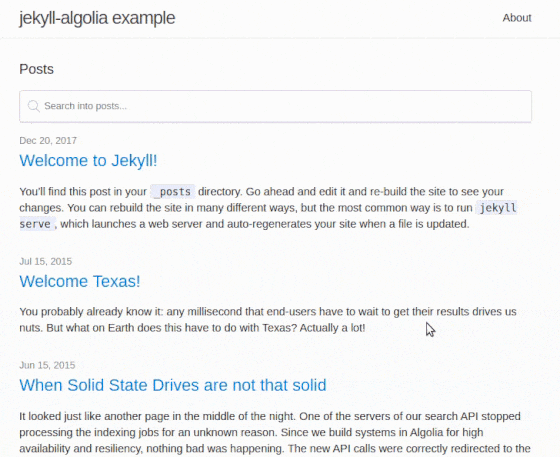 jekyll-algolia example
About
Posts
Search into posts...
Dec 20, 2017
Welcome to Jekyll!
You'll find this post in your _posts directory. Go ahead and edit it and re-build the site to see your
changes. You can rebuild the site in many different ways, but the most common way is to run jekyll
serve , which launches a web server and auto-regenerates your site when a file is updated.
Jul 15, 2015
Welcome Texas!
You probably already know it: any millisecond that end-users have to wait to get their results drives us
nuts. But what on Earth does this have to do with Texas? Actually a lot!
Jun 15, 2015
When Solid State Drives are not that solid
It looked just like another page in the middle of the night. One of the servers of our search API stopped
processing the indexing jobs for an unknown reason. Since we build systems in Algolia for high
availability and resiliency, nothing bad was happening. The new API calls were correctly redirected to the